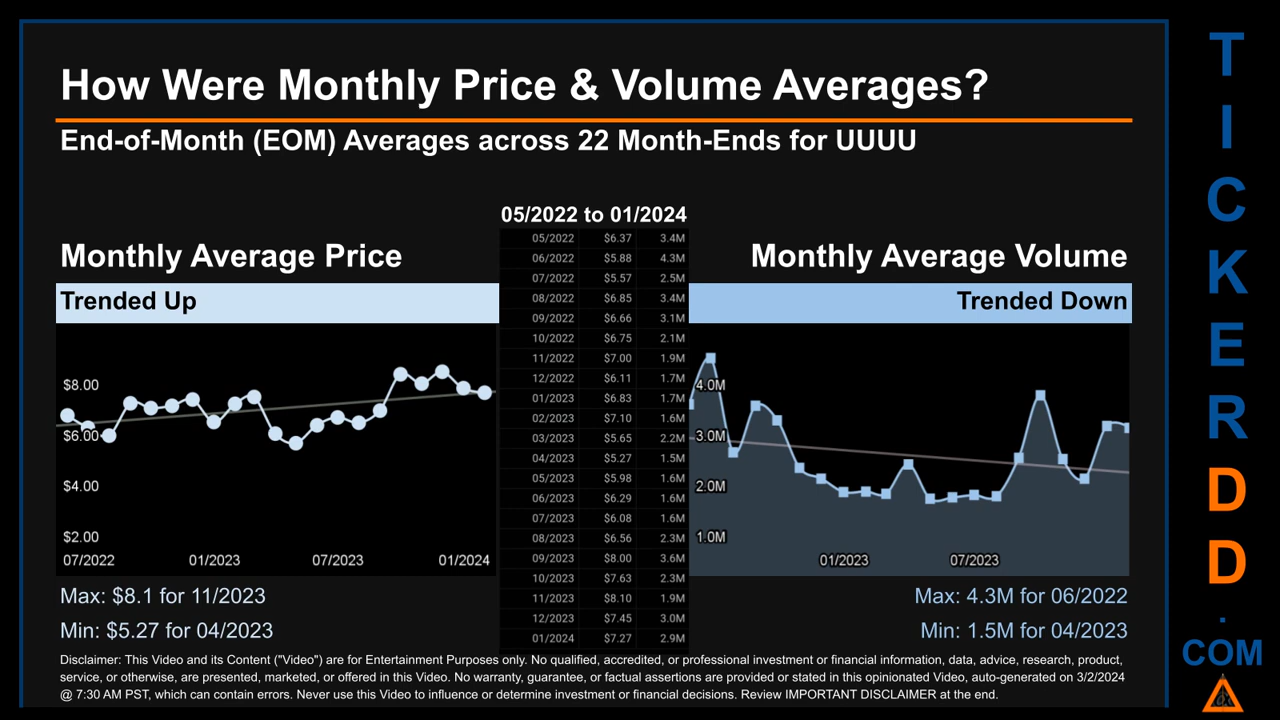 How Were Monthly Price & Volume Averages?
End-of-Month (EOM) Averages across 22 Month-Ends for UUUU
05/2022 to 01/2024
Monthly Average Price
Trended Up
$8.00
$6.00
$4.00
$2.00
07/2022 01/2023 07/2023 01/2024
Max: $8.1 for 11/2023
Min: $5.27 for 04/2023
05/2022 $6.37 3.4M
06/2022 $5.88 4.3M
07/2022 $5.57 2.5M
08/2022 $6.85 3.4M
09/2022 $6.66 3.1M
10/2022 $6.75 2.1M
11/2022 $7.00 1.9M
12/2022 $6.11 1.7M
01/2023 $6.83 1.7M
02/2023 $7.10 1.6M
03/2023 $5.65 2.2M
04/2023 $5.27 1.5M
05/2023 $5.98 1.6M
06/2023 $6.29 1.6M
07/2023 $6.08 1.6M
08/2023 $6.56 2.3M
09/2023 $8.00 3.6M
10/2023 $7.63 2.3M
11/2023 $8.10 1.9M
12/2023 $7.45 3.0M
01/2024 $7.27 2.9M
Monthly Average Volume
Trended Down
4.0M
3.0M
2.0M
1.0M
01/2023 07/2023
Max: 4.3M for 06/2022
Min: 1.5M for 04/2023
Disclaimer: This Video and its Content ("Video") are for Entertainment Purposes only. No qualified, accredited, or professional investment or financial information, data, advice, research, product,
service, or otherwise, are presented, marketed, or offered in this Video. No warranty, guarantee, or factual assertions are provided or stated in this opinionated Video, auto-generated on 3/2/2024
@ 7:30 AM PST, which can contain errors. Never use this Video to influence or determine investment or financial decisions. Review IMPORTANT DISCLAIMER at the end.
T
I
C
K
E
R
D
D
.
COM